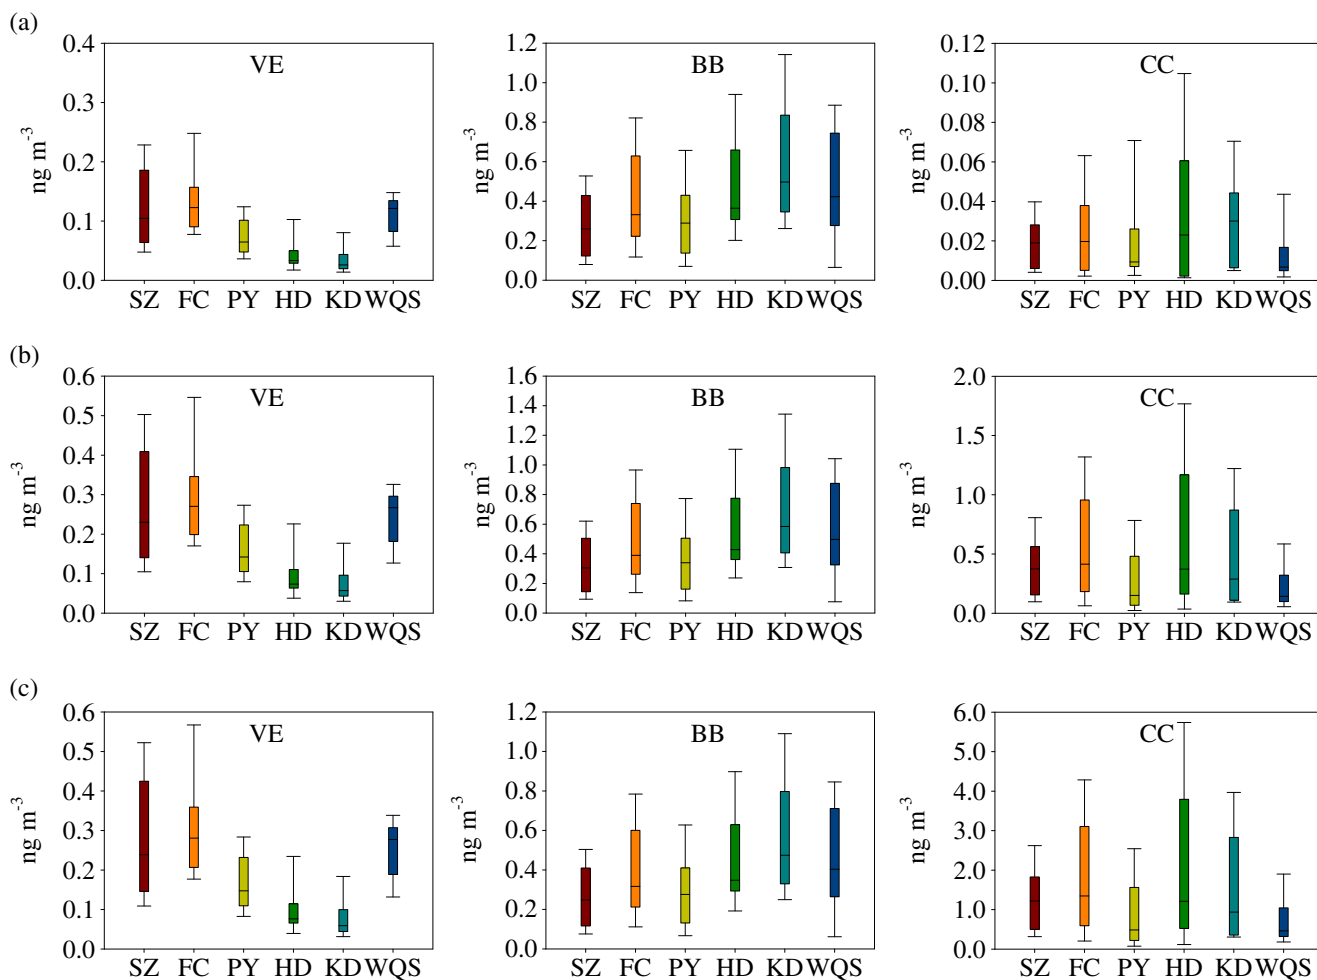 (a)
VE
BB
CC
ng m-3
0.4
0.3
0.2
0.1
0.0
SZ FC PY HD KD WQS
ng m-3
1.2
1.0
0.8
0.6
0.4
0.2
0.0
SZ FC PY HD KD WQS
ng m-3
0.12
0.10
0.08
0.06
0.04
0.02
0.00
SZ FC PY HD KD WQS
(b)
VE
BB
CC
ng m-3
0.6
0.5
0.4
0.3
0.2
0.1
0.0
SZ FC PY HD KD WQS
ng m-3
1.6
1.4
1.2
1.0
0.8
0.6
0.4
0.2
0.0
SZ FC PY HD KD WQS
ng m-3
2.0
1.5
1.0
0.5
0.0
SZ FC PY HD KD WQS
(c)
VE
BB
CC
ng m-3
0.6
0.5
0.4
0.3
0.2
0.1
0.0
SZ FC PY HD KD WQS
ng m-3
1.2
1.0
0.8
0.6
0.4
0.2
0.0
SZ FC PY HD KD WQS
ng m-3
6.0
5.0
4.0
3.0
2.0
1.0
0.0
SZ FC PY HD KD WQS